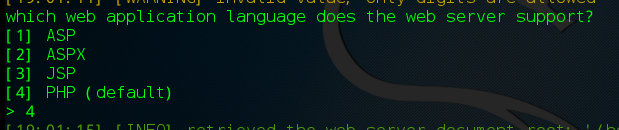 [19:01:11] [WARNING] invalid value, only digits are allowed
which web application language does the web server support?
[1] ASP
[2] ASPX
[3] JSP
[4] PHP (default)
> 4
[19:01:15] [INFO] retrieved the web server document root: